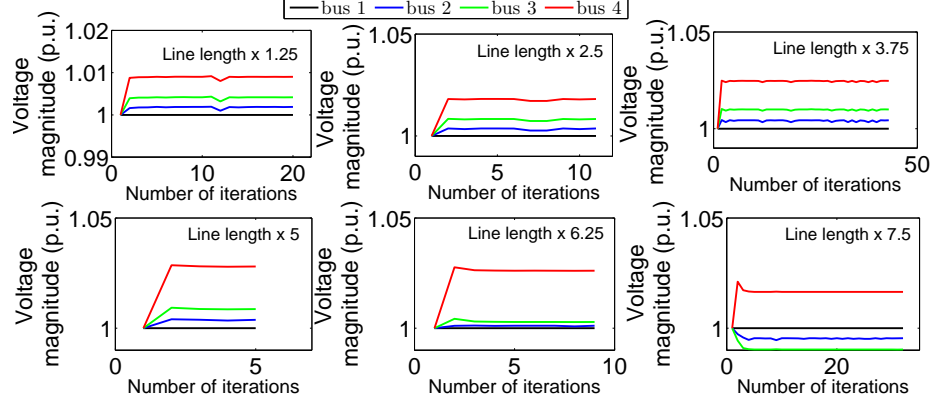 bus 1 bus 2 bus 3 bus 4
Voltage
magnitude (p.u.)
1.02
1.01
1
0.99
Line length x 1.25
0 10 20
Number of iterations
Voltage
magnitude (p.u.)
1.05
1
Line length x 2.5
0 5 10
Number of iterations
Voltage
magnitude (p.u.)
1.05
1
Line length x 3.75
0 50
Number of iterations
Voltage
magnitude (p.u.)
1.05
1
Line length x 5
0 5
Number of iterations
Voltage
magnitude (p.u.)
1.05
1
Line length x 6.25
0 5 10
Number of iterations
Voltage
magnitude (p.u.)
1.05
1
Line length x 7.5
0 20
Number of iterations